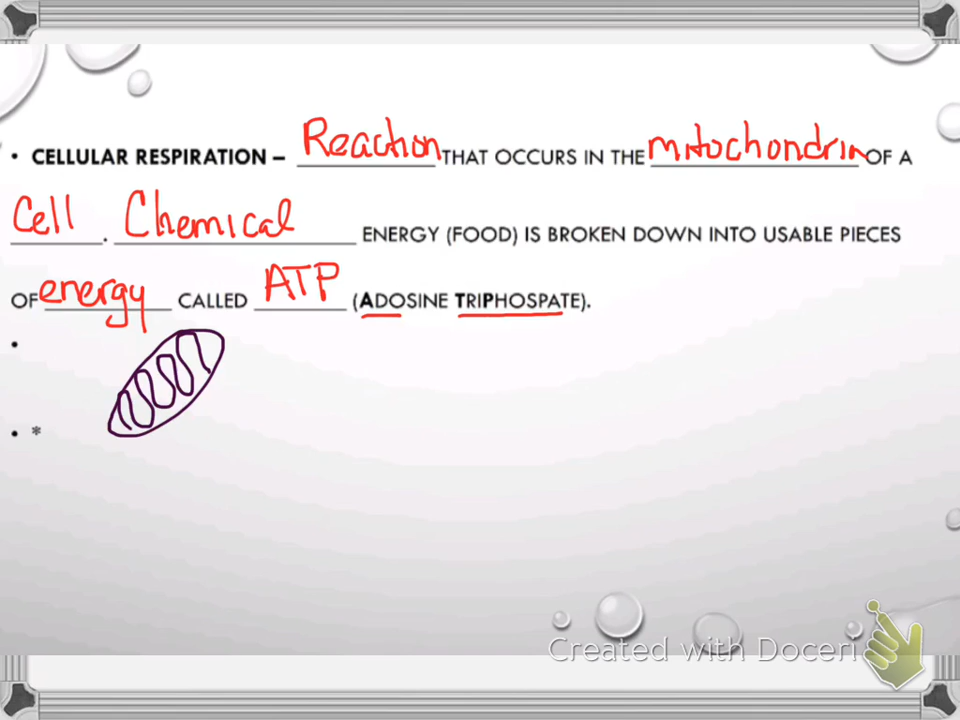 • CELLULAR RESPIRATION – Reaction THAT OCCURS IN THE mitochondria OF A
Cell. Chemical ENERGY (FOOD) IS BROKEN DOWN INTO USABLE PIECES
OF energy CALLED ATP (ADOSINE TRIPHOSPATE).
•
• *
Created with Doceri